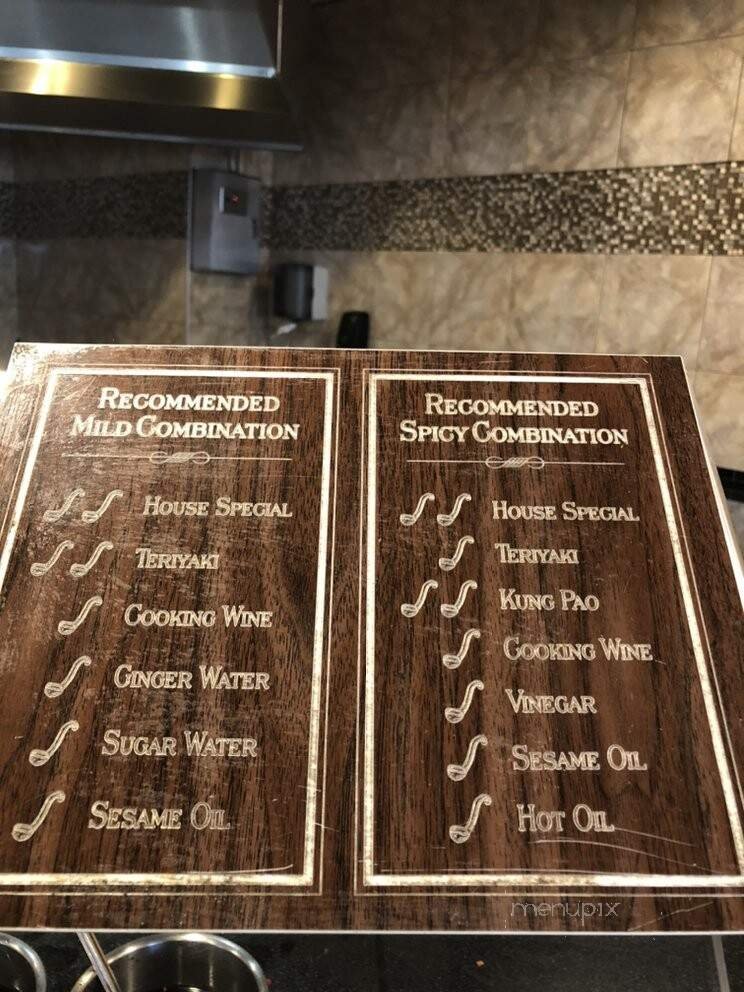 RECOMMENDED
MILD COMBINATION
HOUSE SPECIAL
TERIYAKI
COOKING WINE
GINGER WATER
SUGAR WATER
SESAME OIL
RECOMMENDED
SPICY COMBINATION
HOUSE SPECIAL
TERIYAKI
KUNG PAO
COOKING WINE
VINEGAR
SESAME OIL
HOT OIL
menupix